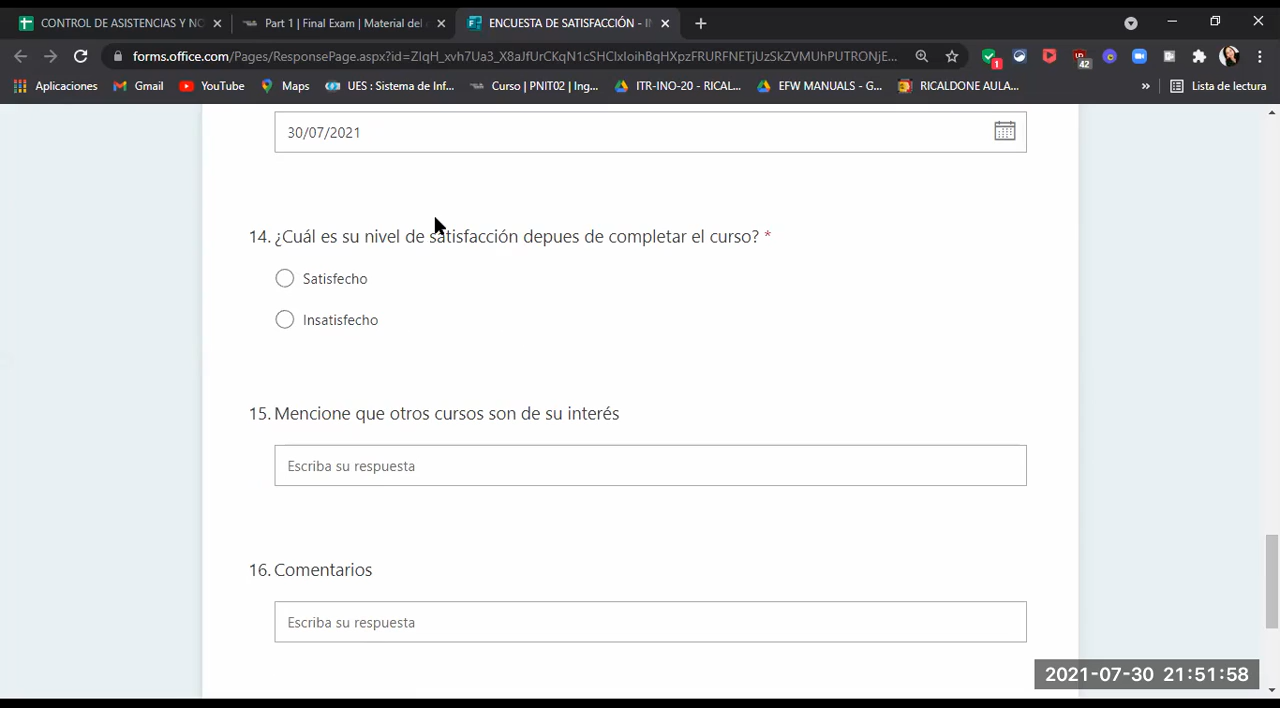 CONTROL DE ASISTENCIAS Y NO
Part 1 | Final Exam | Material del
ENCUESTA DE SATISFACCIÓN - I
forms.office.com/Pages/ResponsePage.aspx?id=
1
42
Aplicaciones
Gmail
YouTube
Maps
UES : Sistema de Inf...
Curso | PNIT02 | Ing...
ITR-INO-20 - RICAL...
EFW MANUALS - G...
RICALDONE AULA...
»
Lista de lectura
30/07/2021
14. ¿Cuál es su nivel de satisfacción depues de completar el curso? *
Satisfecho
Insatisfecho
15. Mencione que otros cursos son de su interés
Escriba su respuesta
16. Comentarios
Escriba su respuesta
2021-07-30 21:51:58